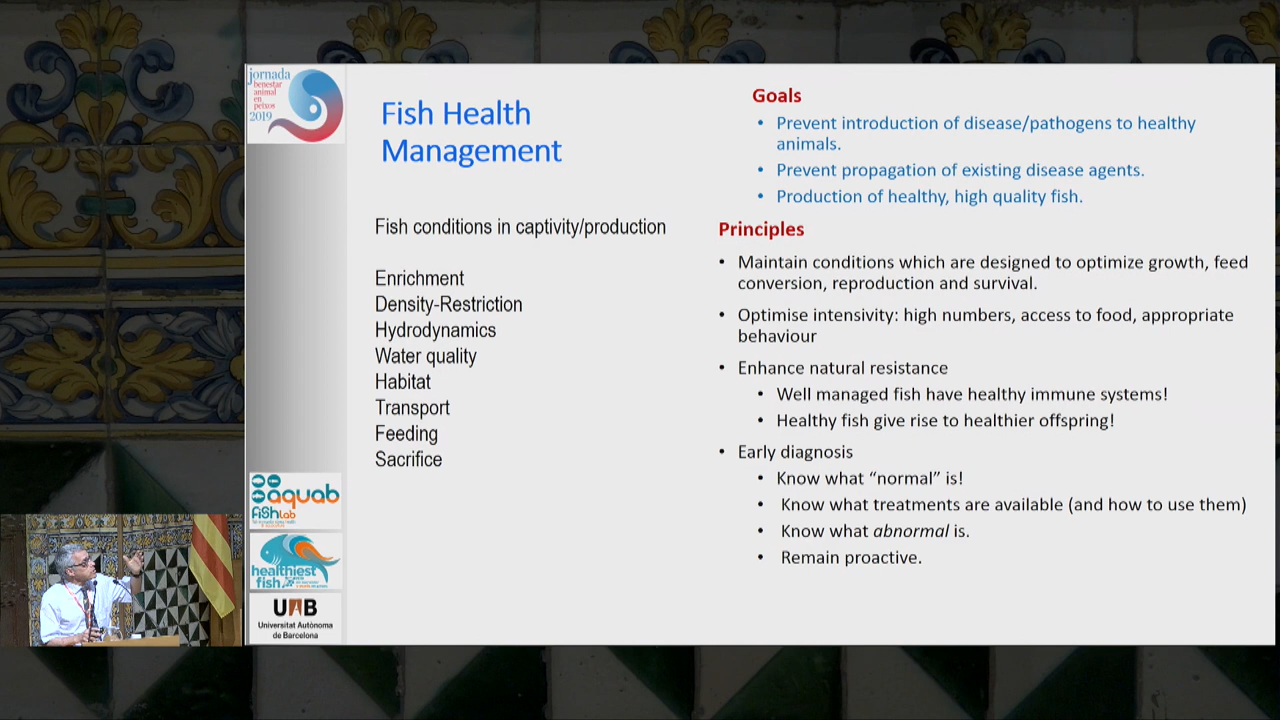 jornada
benestar
animal
en
peixos
2019
Fish Health
Management
Fish conditions in captivity/production
Enrichment
Density-Restriction
Hydrodynamics
Water quality
Habitat
Transport
Feeding
Sacrifice
Goals
• Prevent introduction of disease/pathogens to healthy
animals.
• Prevent propagation of existing disease agents.
• Production of healthy, high quality fish.
Principles
• Maintain conditions which are designed to optimize growth, feed
conversion, reproduction and survival.
• Optimise intensivity: high numbers, access to food, appropriate
behaviour
• Enhance natural resistance
• Well managed fish have healthy immune systems!
• Healthy fish give rise to healthier offspring!
• Early diagnosis
• Know what “normal” is!
• Know what treatments are available (and how to use them)
• Know what abnormal is.
• Remain proactive.
aquab
fishlab
healthiest
fish
UAB
Universitat Autònoma
de Barcelona